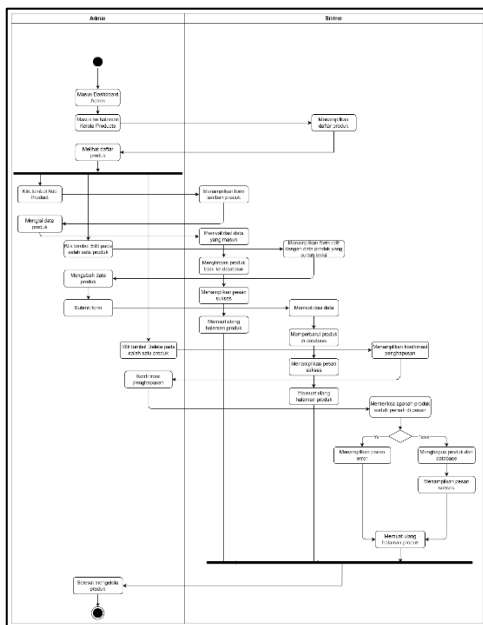 Admin
Sistem
Masuk Dashboard
Admin
Masuk ke halaman
Kelola Products
Menampilkan
daftar produk
Melihat daftar
produk
Klik tombol Add
Product
Menampilkan form
tambah produk
Mengisi data
produk
Memvalidasi data
yang masuk
Klik tombol Edit pada
salah satu produk
Menampilkan form edit
dengan data produk yang
sudah terisi
Menyimpan produk
baru ke database
Mengubah data
produk
Menampilkan pesan
sukses
Submit form
Memvalidasi data
Memuat ulang
halaman produk
Memperbarui produk
di database
Klik tombol Delete pada
salah satu produk
Menampilkan konfirmasi
penghapusan
Menampilkan pesan
sukses
Konfirmasi
penghapusan
Memuat ulang
halaman produk
Memeriksa apakah produk
sudah pernah di pesan
Menampilkan pesan
error
Menghapus produk dari
database
Menampilkan pesan
sukses
Memuat ulang
halaman produk
Selesai mengelola
produk